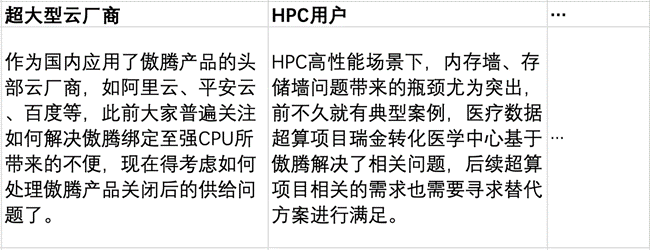 超大型云厂商
HPC用户
…
作为国内应用了傲腾产品的头
部云厂商，如阿里云、平安云
、百度等，此前大家普遍关注
如何解决傲腾绑定至强CPU所
带来的不便，现在得考虑如何
处理傲腾产品关闭后的供给问
题了。
HPC高性能场景下，内存墙、存
储墙问题带来的瓶颈尤为突出，
前不久就有典型案例，医疗数据
超算项目瑞金转化医学中心基于
傲腾解决了相关问题，后续超算
项目相关的需求也需要寻求替代
方案进行满足。
…